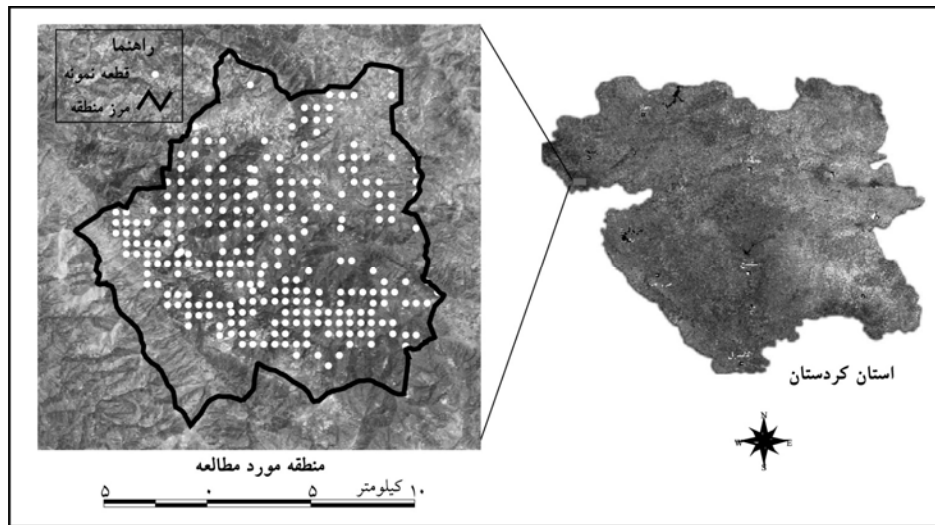 راهنما
قطعه نمونه
مرز منطقه
استان کردستان
N
W E
S
منطقه مورد مطالعه
۵ ۰ ۵ کیلومتر ۱۰